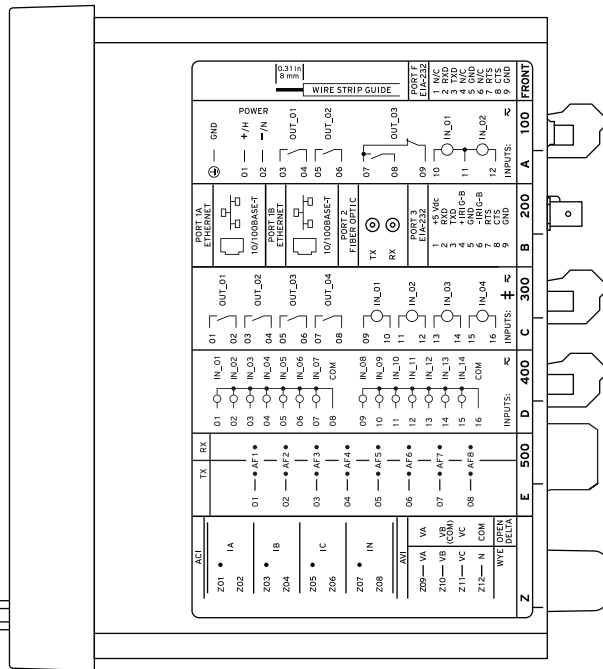 0.31 in
8 mm
WIRE STRIP GUIDE
PORT F
EIA-232
1 N/C
2 RXD
3 TXD
4 N/C
5 GND
6 N/C
7 RTS
8 CTS
9 GND
FRONT
GND
POWER
01 +/H
02 −/N
OUT_01
03
04
OUT_02
05
06
OUT_03
07
08
09
IN_01
10
11
IN_02
12
INPUTS:
A
100
PORT 1A
ETHERNET
10/100BASE-T
PORT 1B
ETHERNET
10/100BASE-T
PORT 2
FIBER OPTIC
TX
RX
PORT 3
EIA-232
1 +5 Vdc
2 RXD
3 TXD
4 +IRIG-B
5 GND
6 -IRIG-B
7 RTS
8 CTS
9 GND
B
200
01
02
OUT_01
03
04
OUT_02
05
06
OUT_03
07
08
OUT_04
09
10
IN_01
11
12
IN_02
13
14
IN_03
15
16
IN_04
INPUTS:
C
300
01 IN_01
02 IN_02
03 IN_03
04 IN_04
05 IN_05
06 IN_06
07 IN_07
08 COM
09 IN_08
10 IN_09
11 IN_10
12 IN_11
13 IN_12
14 IN_13
15 IN_14
16 COM
INPUTS:
D
400
TX RX
01 AF1
02 AF2
03 AF3
04 AF4
05 AF5
06 AF6
07 AF7
08 AF8
E
500
ACI
Z01
IA
Z02
Z03
IB
Z04
Z05
IC
Z06
Z07
IN
Z08
AVI
Z09 VA VA
Z10 VB VB
(COM)
Z11 VC VC
Z12 N COM
WYE OPEN
DELTA
Z